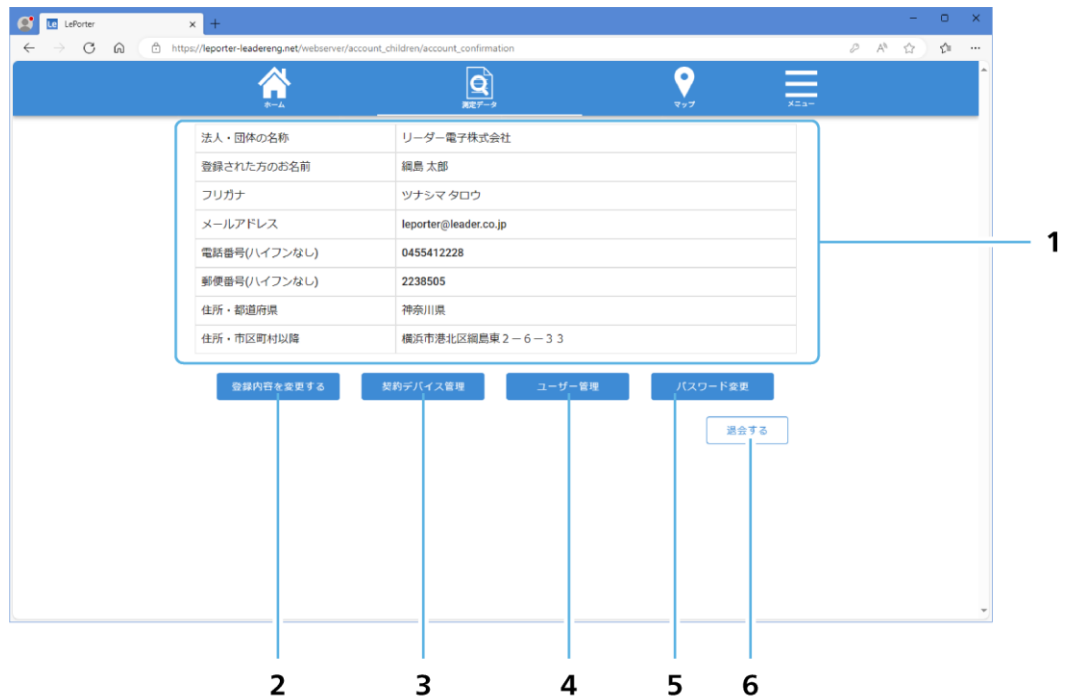 LePorter
https://leporter-leadereng.net/webserver/account_children/account_confirmation
ホーム
測定データ
マップ
メニュー
法人・団体の名称 リーダー電子株式会社
登録された方のお名前 綱島 太郎
フリガナ ツナシマ タロウ
メールアドレス leporter@leader.co.jp
電話番号(ハイフンなし) 0455412228
郵便番号(ハイフンなし) 2238505
住所・都道府県 神奈川県
住所・市区町村以降 横浜市港北区綱島東２－６－３３
1
登録内容を変更する 契約デバイス管理 ユーザー管理 パスワード変更
退会する
2 3 4 5 6